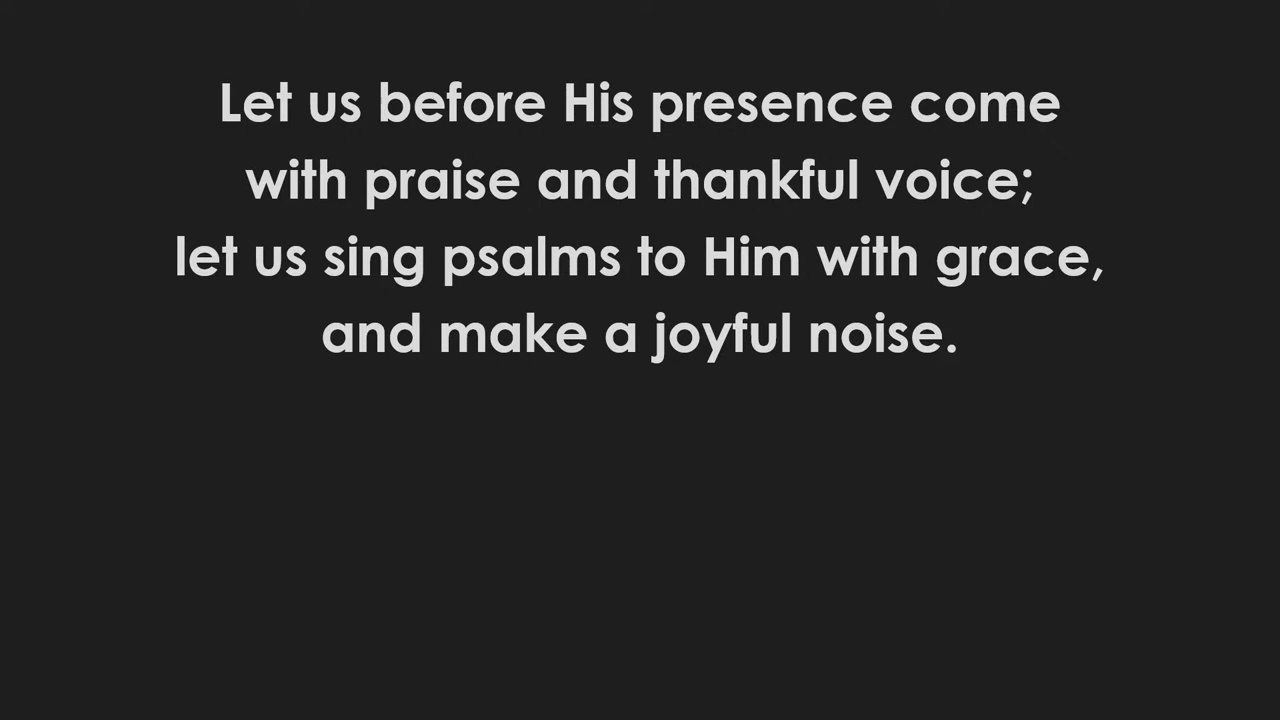 Let us before His presence come
with praise and thankful voice;
let us sing psalms to Him with grace,
and make a joyful noise.